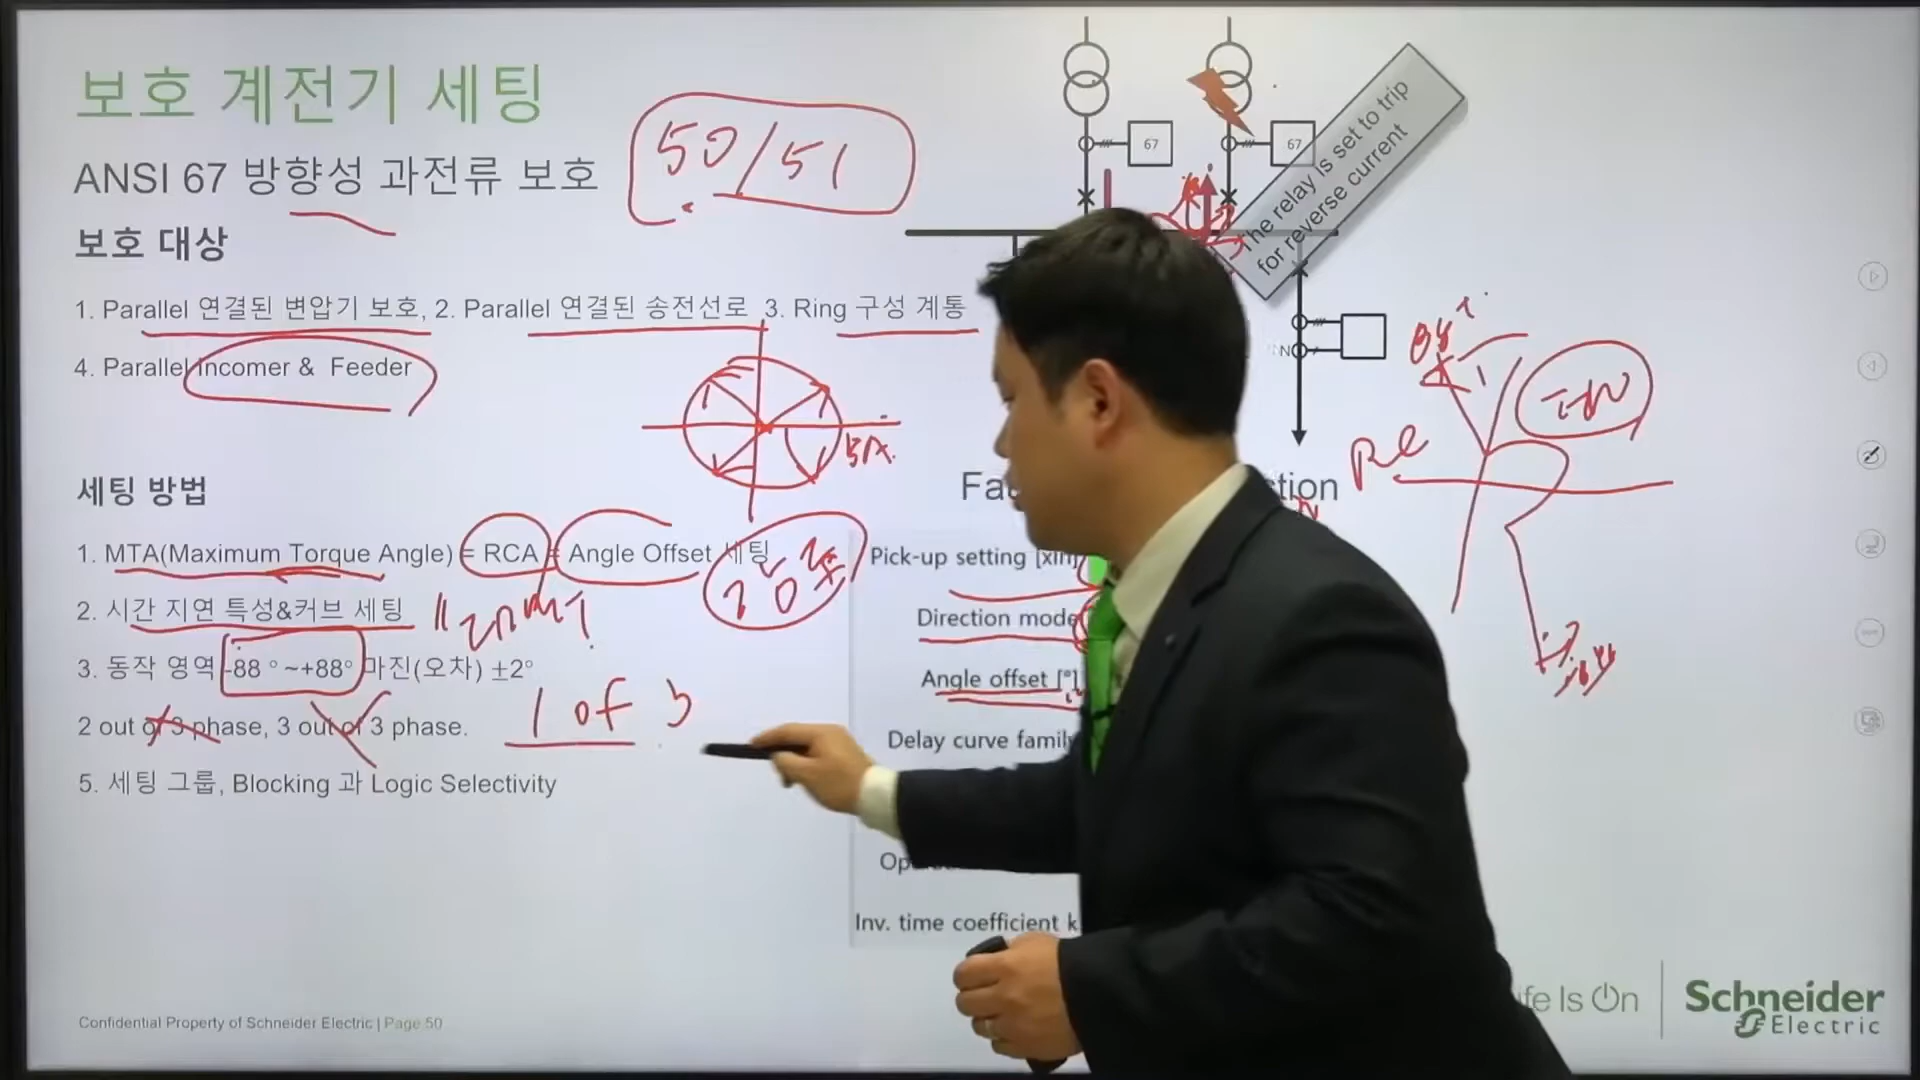 보호 계전기 세팅
ANSI 67 방향성 과전류 보호
50/51
보호 대상
1. Parallel 연결된 변압기 보호, 2. Parallel 연결된 송전선로 3. Ring 구성 계통
4. Parallel Incomer & Feeder
세팅 방법
1. MTA(Maximum Torque Angle) = RCA = Angle Offset 세팅
2. 시간 지연 특성&커브 세팅
3. 동작 영역 -88 ° ~+88° 마진(오차) ±2°
2 out of 3 phase, 3 out of 3 phase.
1 of 3
5. 세팅 그룹, Blocking 과 Logic Selectivity
67
67
The relay is set to trip
for reverse current
Pick-up setting [xIn]
Direction mode
Angle offset [°]
Delay curve family
Inv. time coefficient k
Confidential Property of Schneider Electric | Page 50
Life Is On
Schneider
Electric